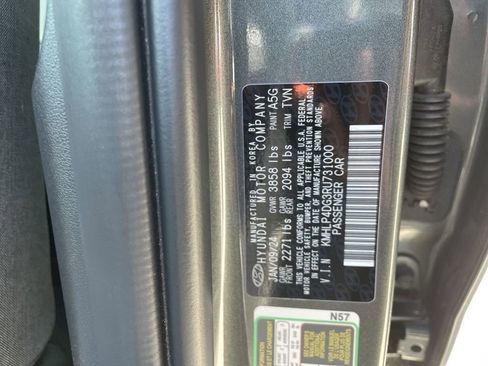 MANUFACTURED IN KOREA BY
HYUNDAI MOTOR COMPANY
JAN/09/24 GVWR 3858 lbs PAINT A5G
GAWR FRONT 2271 lbs GAWR REAR 2094 lbs TRIM TVN
THIS VEHICLE CONFORMS TO ALL APPLICABLE U.S.A. FEDERAL
MOTOR VEHICLE SAFETY, BUMPER, AND THEFT PREVENTION STANDARDS
IN EFFECT ON THE DATE OF MANUFACTURE SHOWN ABOVE.
V.I.N KMHLP4DG3RU731000
PASSENGER CAR
N57